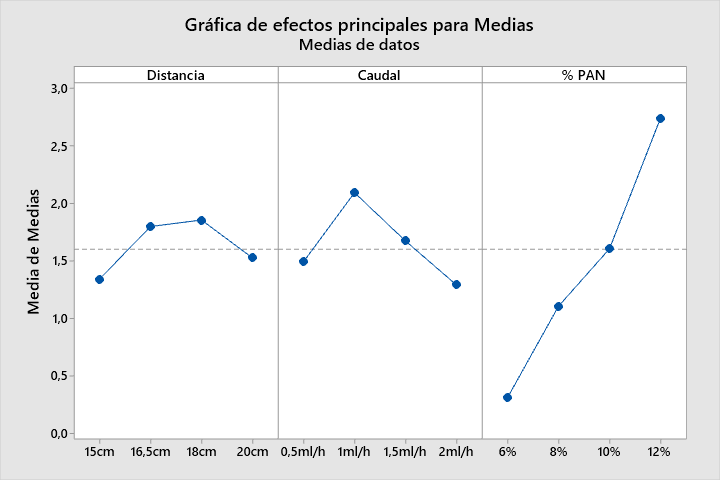 Gráfica de efectos principales para Medias
Medias de datos
Distancia Caudal % PAN
Media de Medias
3,0
2,5
2,0
1,5
1,0
0,5
0,0
15cm 16,5cm 18cm 20cm 0,5ml/h 1ml/h 1,5ml/h 2ml/h 6% 8% 10% 12%